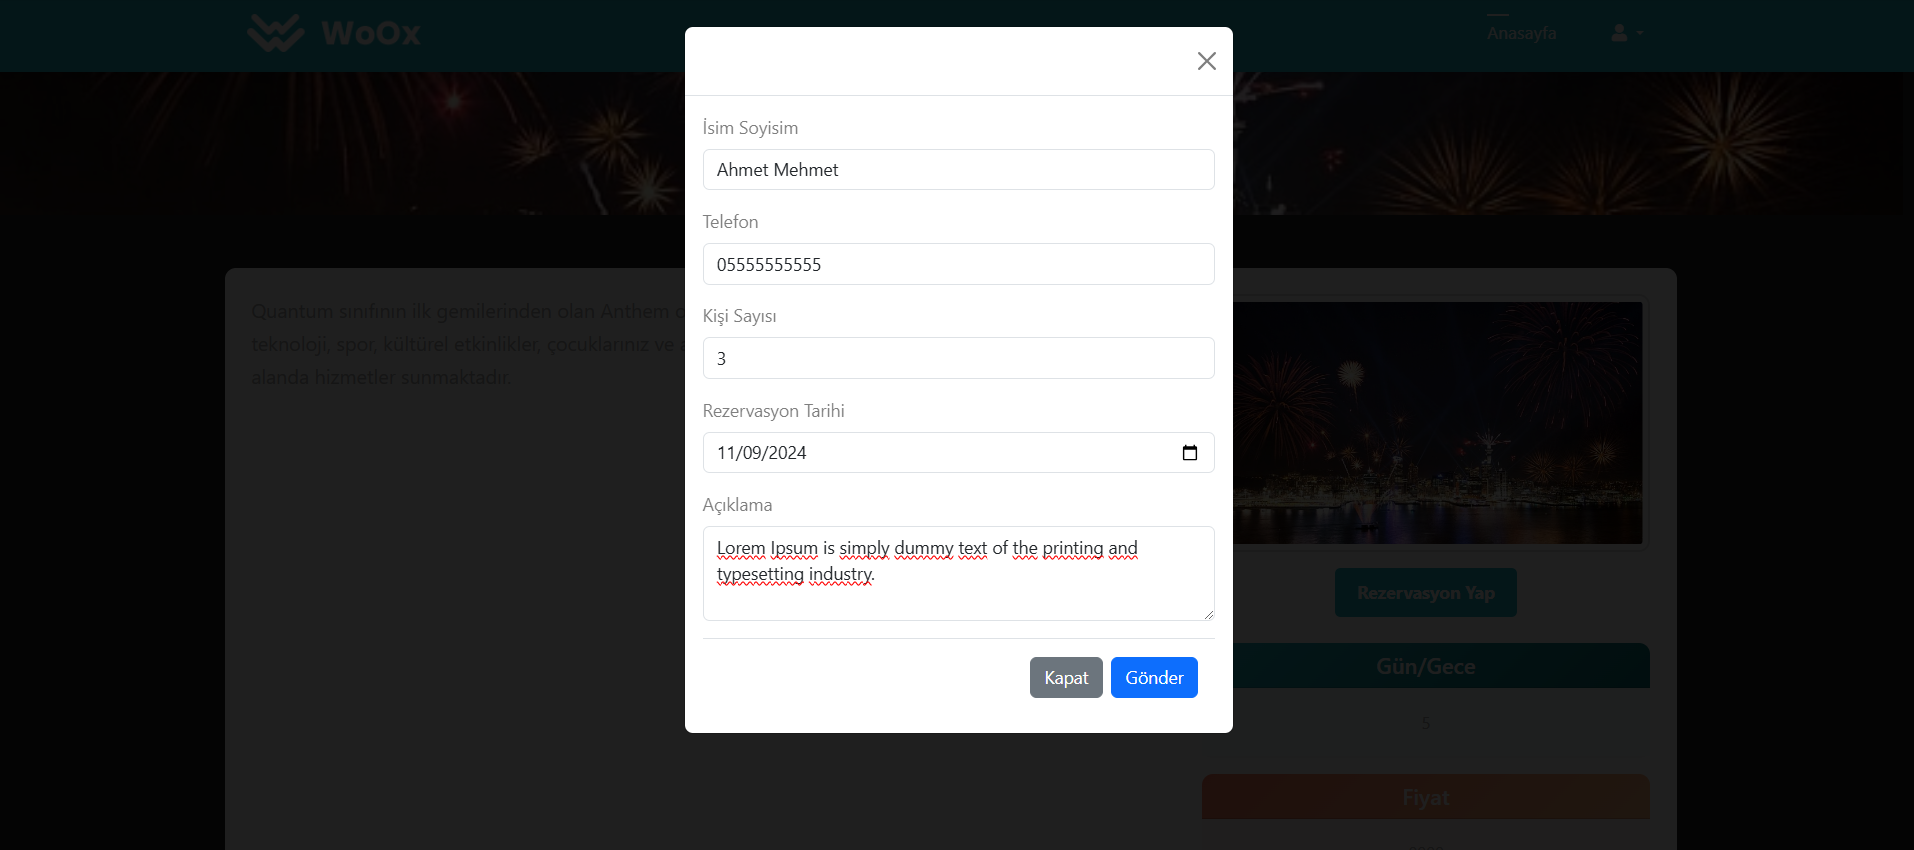 WoOx
Anasayfa
İsim Soyisim
Ahmet Mehmet
Telefon
05555555555
Kişi Sayısı
3
Rezervasyon Tarihi
11/09/2024
Açıklama
Lorem Ipsum is simply dummy text of the printing and
typesetting industry.
Kapat
Gönder
Quantum sınıfının ilk gemilerinden olan Anthem
teknoloji, spor, kültürel etkinlikler, çocuklarınız ve
alanda hizmetler sunmaktadır.
Rezervasyon Yap
Gün/Gece
5
Fiyat